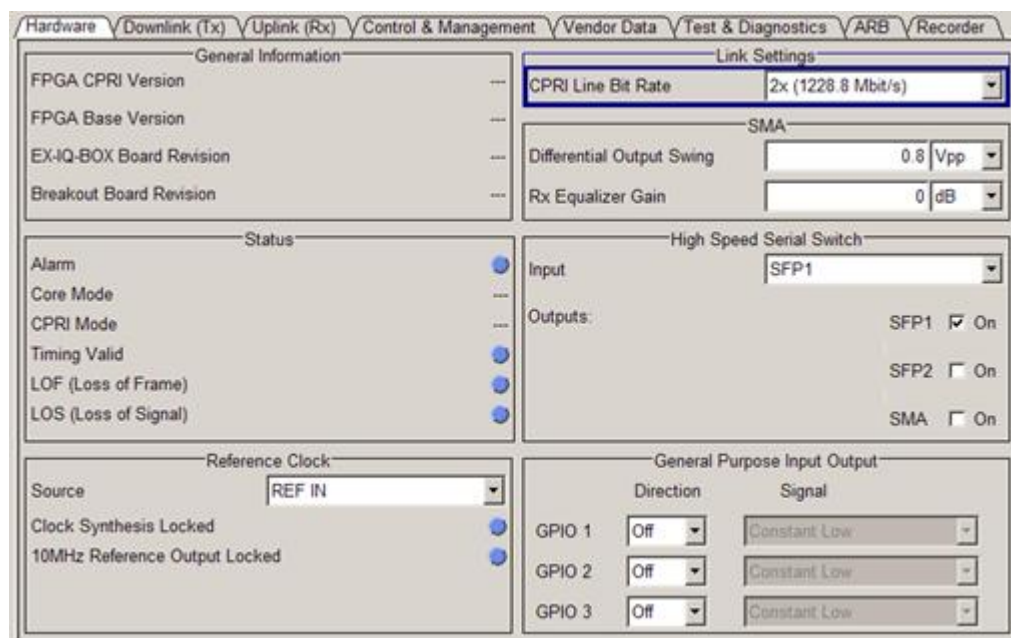 Hardware Downlink (Tx) Uplink (Rx) Control & Management Vendor Data Test & Diagnostics ARB Recorder
General Information
FPGA CPRI Version ---
FPGA Base Version ---
EX-IQ-BOX Board Revision ---
Breakout Board Revision ---
Link Settings
CPRI Line Bit Rate 2x (1228.8 Mbit/s)
SMA
Differential Output Swing 0.8 Vpp
Rx Equalizer Gain 0 dB
Status
Alarm
Core Mode ---
CPRI Mode ---
Timing Valid
LOF (Loss of Frame)
LOS (Loss of Signal)
High Speed Serial Switch
Input SFP1
Outputs: SFP1 On
SFP2 On
SMA On
Reference Clock
Source REF IN
Clock Synthesis Locked
10MHz Reference Output Locked
General Purpose Input Output
Direction Signal
GPIO 1 Off Constant Low
GPIO 2 Off Constant Low
GPIO 3 Off Constant Low